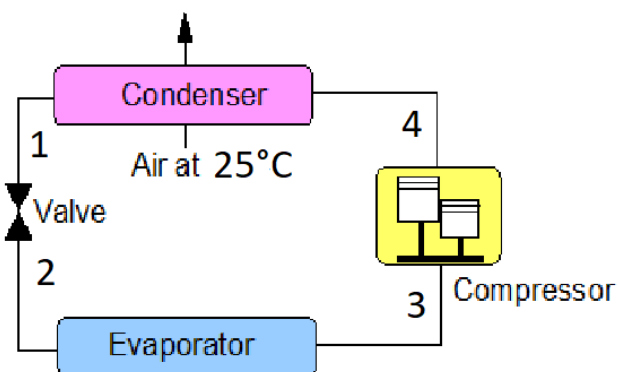 Condenser
1
4
Air at 25°C
Valve
2
3
Compressor
Evaporator